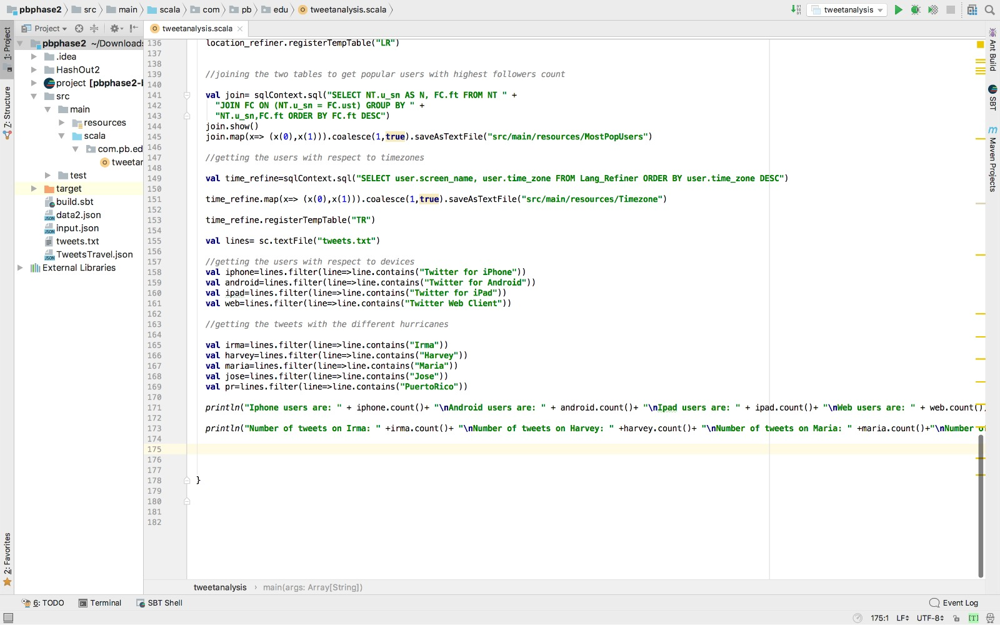 pbphase2 src main scala com pb edu tweetanalysis.scala
tweetanalysis
Project
tweetanalysis.scala
1: Project
7: Structure
2: Favorites
pbphase2 ~/Downloads
.idea
HashOut2
project [pbphase2-
src
main
resources
scala
com.pb.ed
tweetar
test
target
build.sbt
data2.json
input.json
tweets.txt
TweetsTravel.json
External Libraries
136 location_refiner.registerTempTable("LR")
137
138
139 //joining the two tables to get popular users with highest followers count
140
141 val join= sqlContext.sql("SELECT NT.u_sn AS N, FC.ft FROM NT " +
142 "JOIN FC ON (NT.u_sn = FC.ust) GROUP BY " +
143 "NT.u_sn,FC.ft ORDER BY FC.ft DESC")
144 join.show()
145 join.map(x=> (x(0),x(1))).coalesce(1,true).saveAsTextFile("src/main/resources/MostPopUsers")
146
147 //getting the users with respect to timezones
148
149 val time_refine=sqlContext.sql("SELECT user.screen_name, user.time_zone FROM Lang_Refiner ORDER BY user.time_zone DESC")
150
151 time_refine.map(x=> (x(0),x(1))).coalesce(1,true).saveAsTextFile("src/main/resources/Timezone")
152
153 time_refine.registerTempTable("TR")
154
155 val lines= sc.textFile("tweets.txt")
156
157 //getting the users with respect to devices
158 val iphone=lines.filter(line=>line.contains("Twitter for iPhone"))
159 val android=lines.filter(line=>line.contains("Twitter for Android"))
160 val ipad=lines.filter(line=>line.contains("Twitter for iPad"))
161 val web=lines.filter(line=>line.contains("Twitter Web Client"))
162
163 //getting the tweets with the different hurricanes
164
165 val irma=lines.filter(line=>line.contains("Irma"))
166 val harvey=lines.filter(line=>line.contains("Harvey"))
167 val maria=lines.filter(line=>line.contains("Maria"))
168 val jose=lines.filter(line=>line.contains("Jose"))
169 val pr=lines.filter(line=>line.contains("PuertoRico"))
170
171 println("Iphone users are: " + iphone.count()+ "\nAndroid users are: " + android.count()+ "\nIpad users are: " + ipad.count()+ "\nWeb users are: " + web.count()
172
173 println("Number of tweets on Irma: " +irma.count()+ "\nNumber of tweets on Harvey: " +harvey.count()+ "\nNumber of tweets on Maria: " +maria.count()+"\nNumber of
174
175
176
177
178 }
179
180
181
182
Ant Build
SBT
m Maven Projects
tweetanalysis main(args: Array[String])
6: TODO Terminal SBT Shell Event Log
175:1 LF UTF-8 [T]